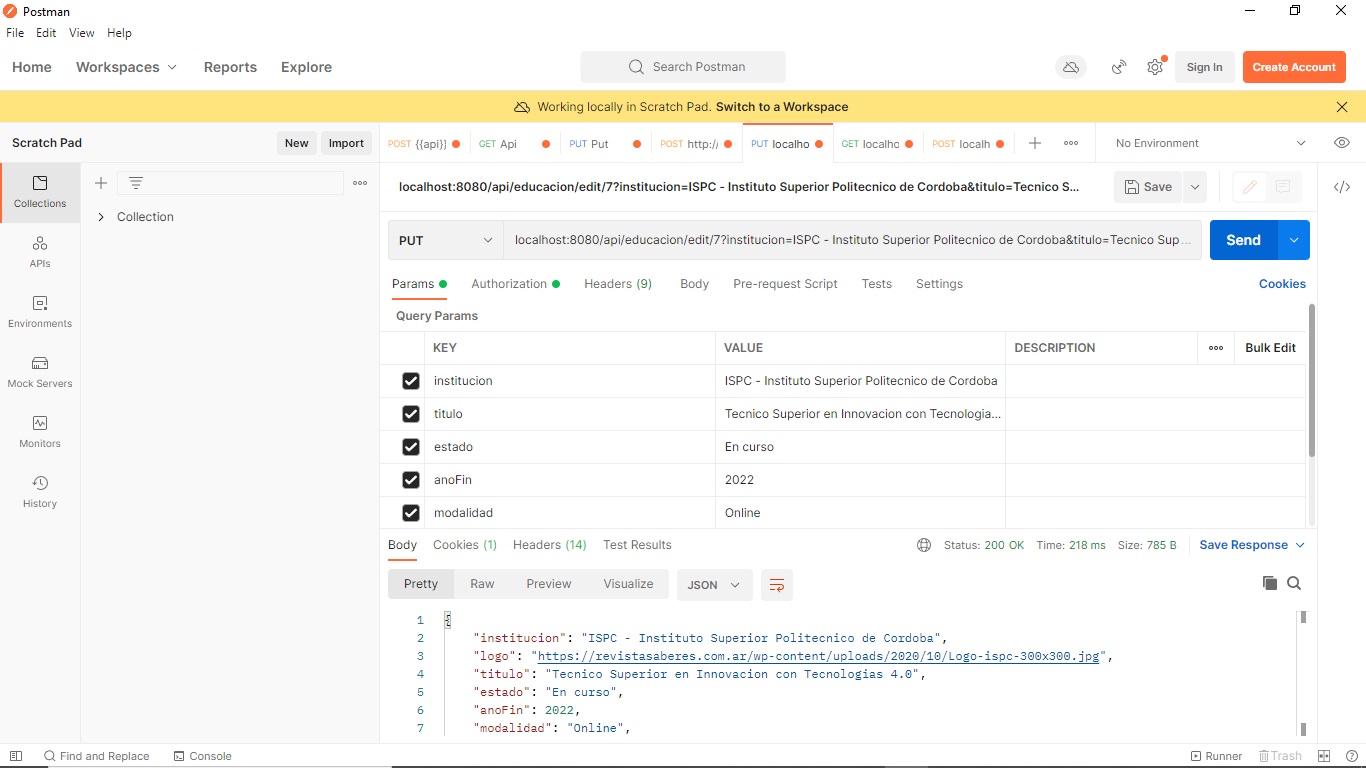 Postman
File Edit View Help
Home Workspaces Reports Explore Search Postman Sign In Create Account
Working locally in Scratch Pad. Switch to a Workspace
Scratch Pad New Import POST {{api}} GET Api PUT Put POST http:/ PUT localho GET localho POST localh No Environment
localhost:8080/api/educacion/edit/7?institucion=ISPC - Instituto Superior Politecnico de Cordoba&titulo=Tecnico S... Save
Collections
Collection
APIs
Environments
Mock Servers
Monitors
History
PUT localhost:8080/api/educacion/edit/7?institucion=ISPC - Instituto Superior Politecnico de Cordoba&titulo=Tecnico Sup... Send
Params Authorization Headers (9) Body Pre-request Script Tests Settings Cookies
Query Params
KEY VALUE DESCRIPTION Bulk Edit
institucion ISPC - Instituto Superior Politecnico de Cordoba
titulo Tecnico Superior en Innovacion con Tecnologia...
estado En curso
anoFin 2022
modalidad Online
Body Cookies (1) Headers (14) Test Results Status: 200 OK Time: 218 ms Size: 785 B Save Response
Pretty Raw Preview Visualize JSON
1 {
2 "institucion": "ISPC - Instituto Superior Politecnico de Cordoba",
3 "logo": "https://revistasaberes.com.ar/wp-content/uploads/2020/10/Logo-ispc-300x300.jpg",
4 "titulo": "Tecnico Superior en Innovacion con Tecnologias 4.0",
5 "estado": "En curso",
6 "anoFin": 2022,
7 "modalidad": "Online",
Find and Replace Console Runner Trash